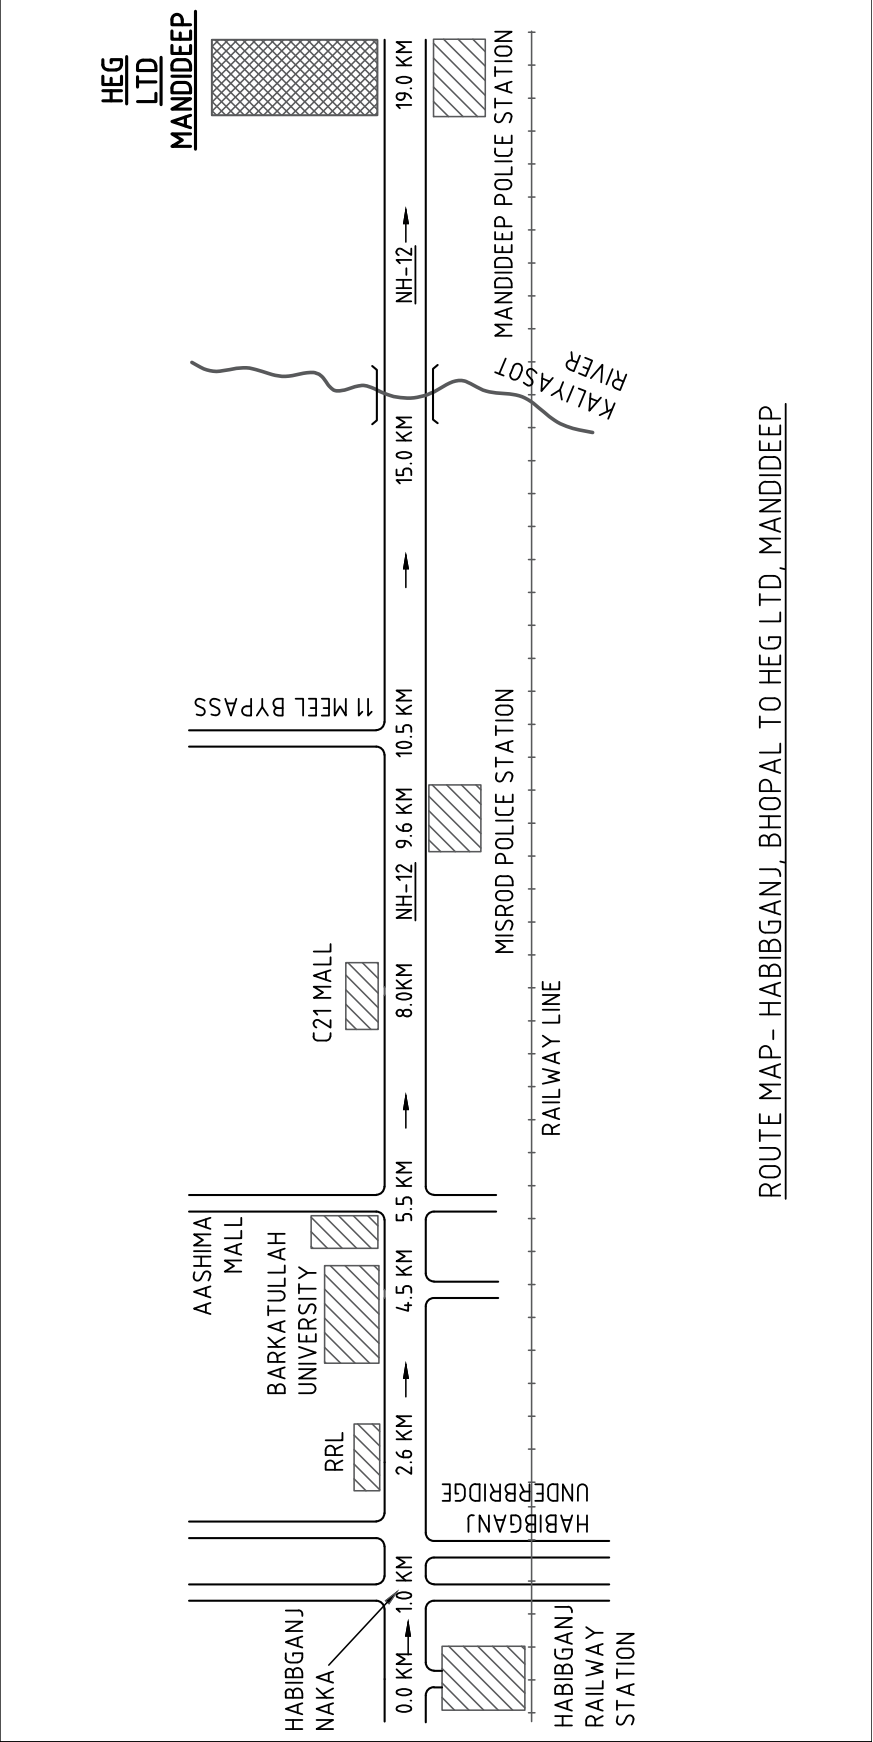 HEG
LTD
MANDIDEEP
19.0 KM
MANDIDEEP POLICE STATION
NH-12
KALIYASOT
RIVER
15.0 KM
11 MEEL BYPASS
10.5 KM
9.6 KM
MISROD POLICE STATION
NH-12
C21 MALL
8.0KM
RAILWAY LINE
5.5 KM
AASHIMA
MALL
BARKATULLAH
UNIVERSITY
4.5 KM
RRL
2.6 KM
HABIBGANJ
UNDERBRIDGE
1.0 KM
HABIBGANJ
NAKA
0.0 KM
HABIBGANJ
RAILWAY
STATION
ROUTE MAP- HABIBGANJ, BHOPAL TO HEG LTD, MANDIDEEP